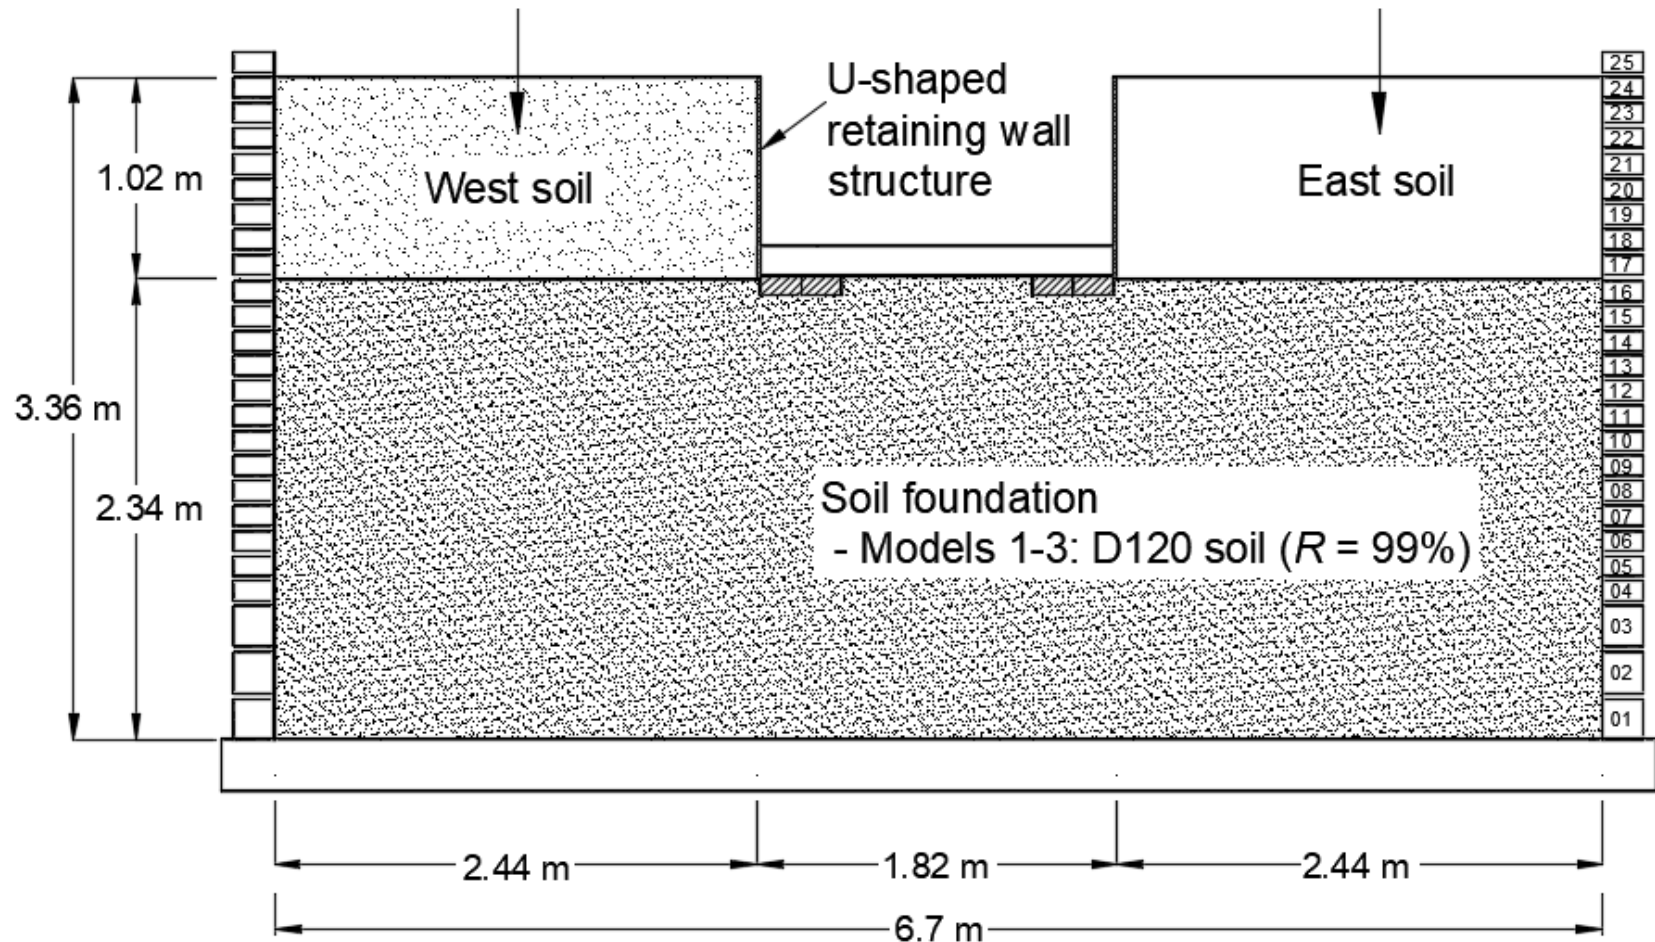 U-shaped
retaining wall
structure
West soil
East soil
1.02 m
3.36 m
2.34 m
Soil foundation
- Models 1-3: D120 soil (R = 99%)
25
24
23
22
21
20
19
18
17
16
15
14
13
12
11
10
09
08
07
06
05
04
03
02
01
2.44 m
1.82 m
2.44 m
6.7 m